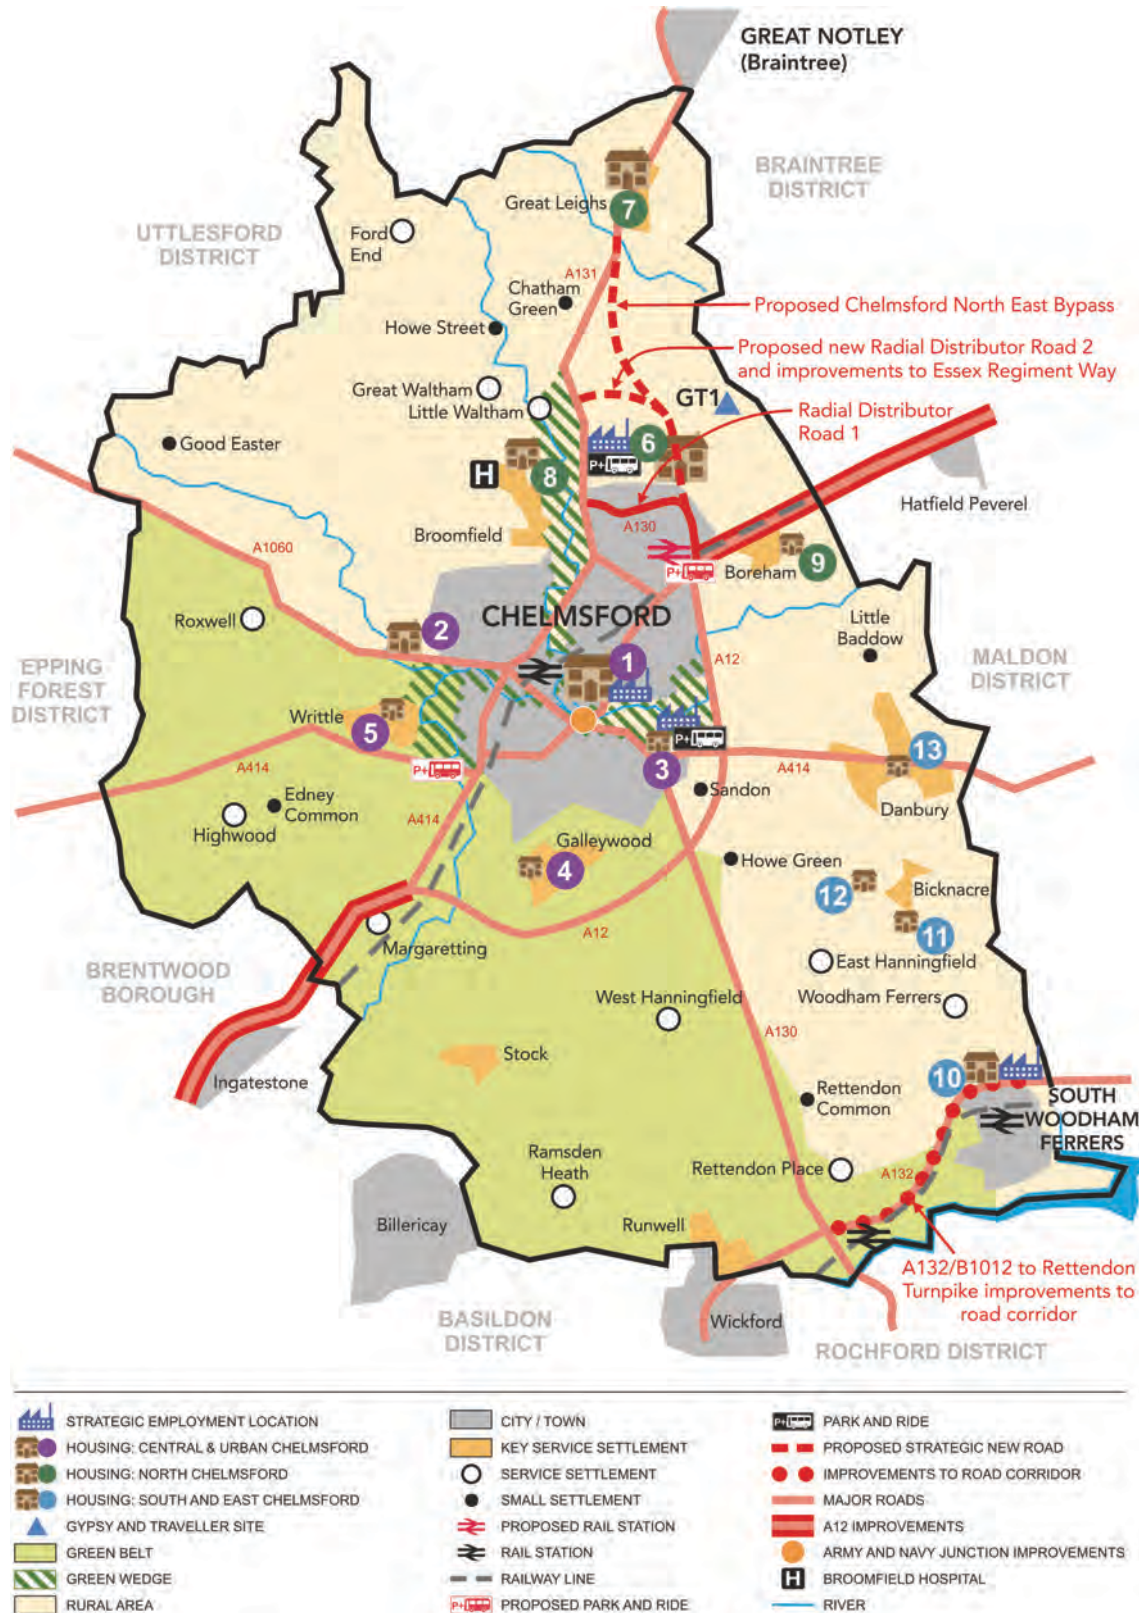 GREAT NOTLEY
(Braintree)
BRAINTREE
DISTRICT
UTTLESFORD
DISTRICT
Great Leighs
7
Ford
End
A131
Chatham
Green
Howe Street
Proposed Chelmsford North East Bypass
Proposed new Radial Distributor Road 2
and improvements to Essex Regiment Way
Great Waltham
Little Waltham
GT1
Radial Distributor
Road 1
Good Easter
6
P+
H
8
Hatfield Peverel
Broomfield
A130
A1060
P+
Boreham
9
Roxwell
2
CHELMSFORD
Little
Baddow
EPPING
FOREST
DISTRICT
1
A12
MALDON
DISTRICT
Writtle
5
P+
3
13
A414
P+
A414
Sandon
Danbury
Edney
Common
Highwood
A414
Galleywood
4
Howe Green
12
Bicknacre
11
A12
Margaretting
East Hanningfield
BRENTWOOD
BOROUGH
West Hanningfield
Woodham Ferrers
A130
Stock
Ingatestone
10
Rettendon
Common
SOUTH
WOODHAM
FERRERS
Ramsden
Heath
Rettendon Place
A132
Billericay
Runwell
A132/B1012 to Rettendon
Turnpike improvements to
road corridor
BASILDON
DISTRICT
Wickford
ROCHFORD DISTRICT
STRATEGIC EMPLOYMENT LOCATION
HOUSING: CENTRAL & URBAN CHELMSFORD
HOUSING: NORTH CHELMSFORD
HOUSING: SOUTH AND EAST CHELMSFORD
GYPSY AND TRAVELLER SITE
GREEN BELT
GREEN WEDGE
RURAL AREA
CITY / TOWN
KEY SERVICE SETTLEMENT
SERVICE SETTLEMENT
SMALL SETTLEMENT
PROPOSED RAIL STATION
RAIL STATION
RAILWAY LINE
P+ PROPOSED PARK AND RIDE
P+ PARK AND RIDE
PROPOSED STRATEGIC NEW ROAD
IMPROVEMENTS TO ROAD CORRIDOR
MAJOR ROADS
A12 IMPROVEMENTS
ARMY AND NAVY JUNCTION IMPROVEMENTS
H BROOMFIELD HOSPITAL
RIVER